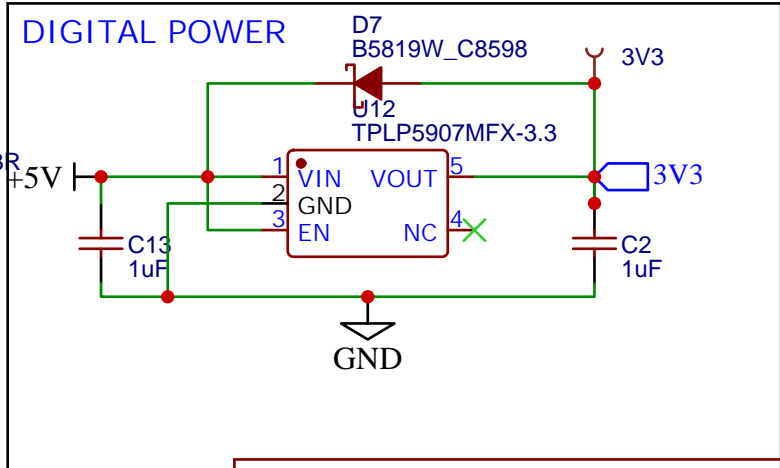 DIGITAL POWER
D7
B5819W_C8598
3V3
U12
TPLP5907MFX-3.3
+5V
1
VIN
VOUT
5
3V3
2
GND
3
EN
NC
4
C13
1uF
C2
1uF
GND